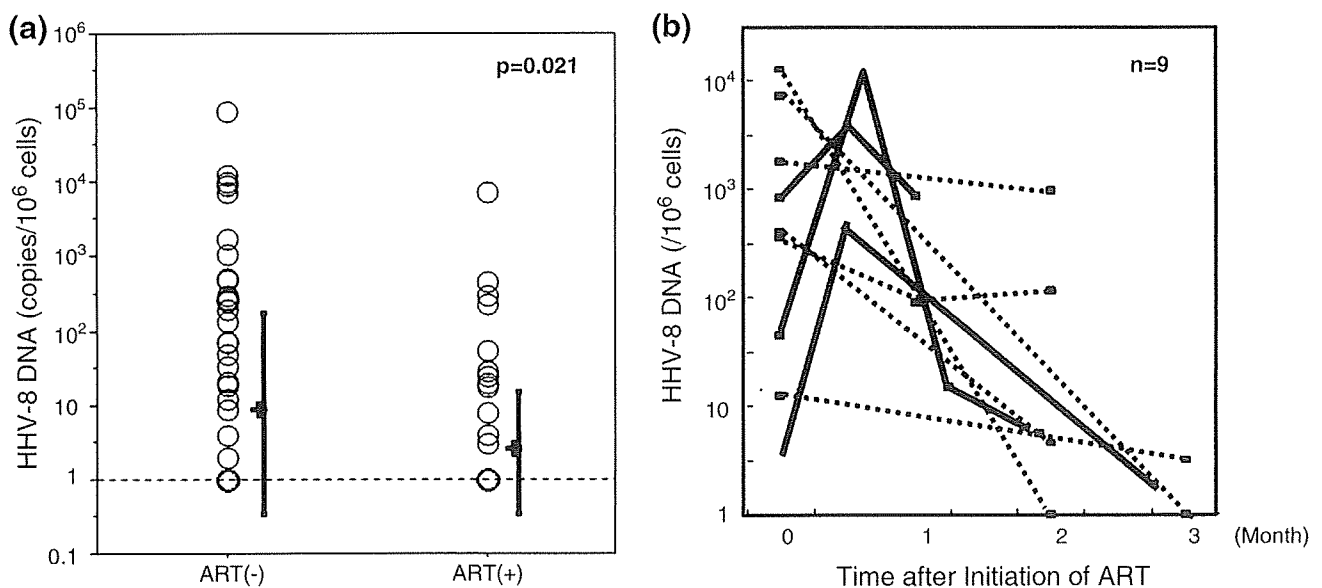 (a)
10⁶
10⁵
10⁴
10³
10²
10
1
0.1
HHV-8 DNA (copies/10⁶ cells)
p=0.021
ART(-)
ART(+)
(b)
10⁴
10³
10²
10
1
HHV-8 DNA (/10⁶ cells)
n=9
0 1 2 3 (Month)
Time after Initiation of ART